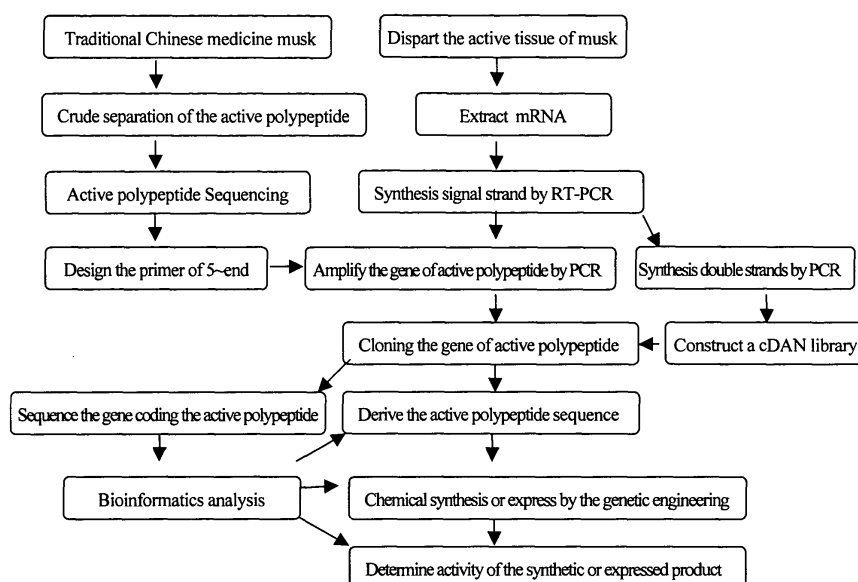 Traditional Chinese medicine musk
Dispart the active tissue of musk
Crude separation of the active polypeptide
Extract mRNA
Active polypeptide Sequencing
Synthesis signal strand by RT-PCR
Design the primer of 5~end
Amplify the gene of active polypeptide by PCR
Synthesis double strands by PCR
Cloning the gene of active polypeptide
Construct a cDAN library
Sequence the gene coding the active polypeptide
Derive the active polypeptide sequence
Bioinformatics analysis
Chemical synthesis or express by the genetic engineering
Determine activity of the synthetic or expressed product